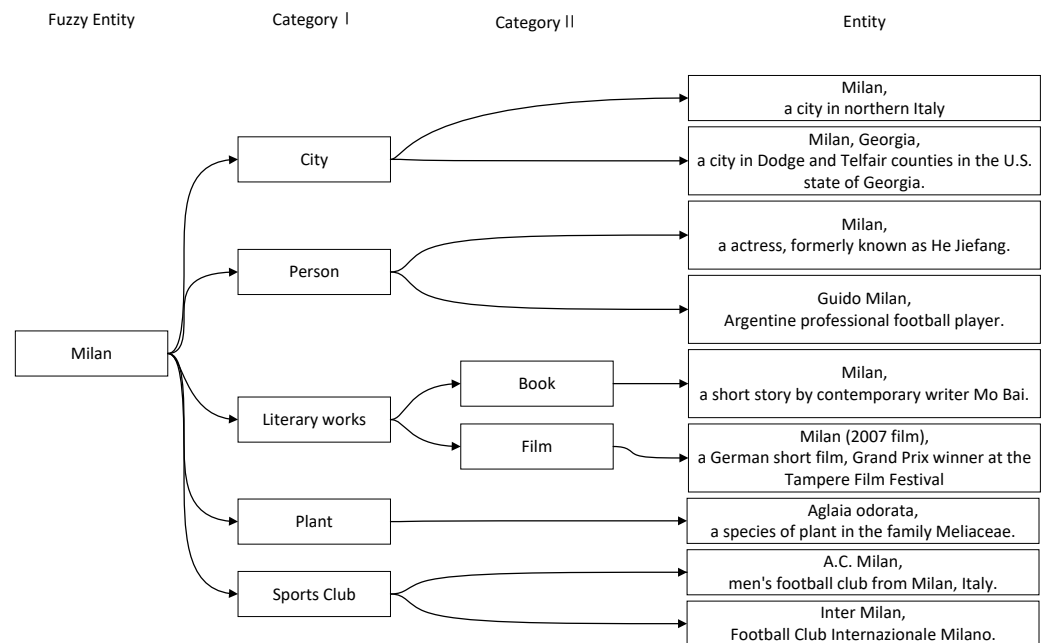 Fuzzy Entity
Category Ⅰ
Category Ⅱ
Entity
Milan
City
Person
Literary works
Plant
Sports Club
Book
Film
Milan,
a city in northern Italy
Milan, Georgia,
a city in Dodge and Telfair counties in the U.S.
state of Georgia.
Milan,
a actress, formerly known as He Jiefang.
Guido Milan,
Argentine professional football player.
Milan,
a short story by contemporary writer Mo Bai.
Milan (2007 film),
a German short film, Grand Prix winner at the
Tampere Film Festival
Aglaia odorata,
a species of plant in the family Meliaceae.
A.C. Milan,
men's football club from Milan, Italy.
Inter Milan,
Football Club Internazionale Milano.